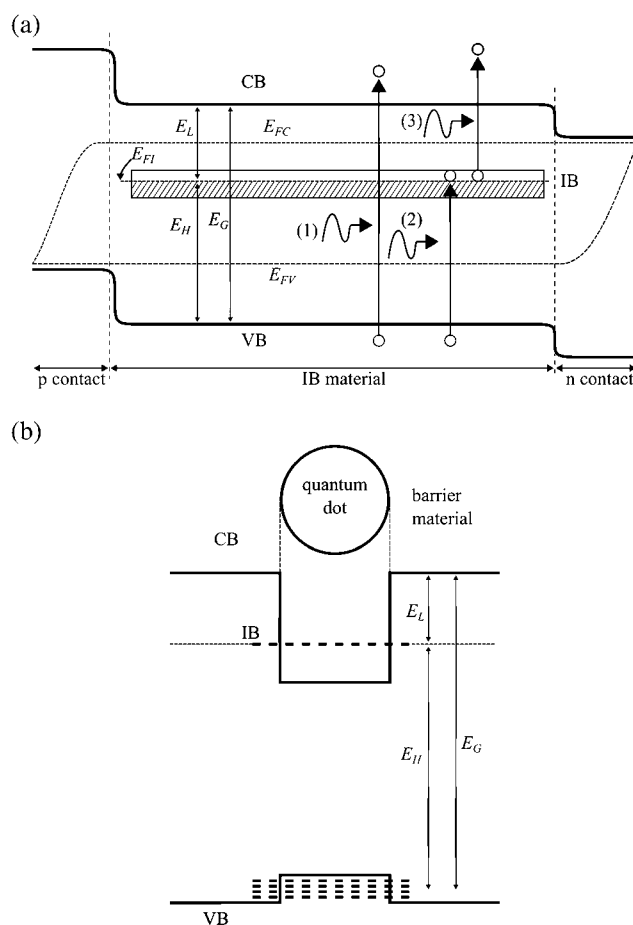 (a)
CB
E_L
E_FC
(3)
E_FI
IB
E_H
E_G
(1)
(2)
E_FV
VB
p contact
IB material
n contact
(b)
quantum
dot
barrier
material
CB
E_L
IB
E_H
E_G
VB